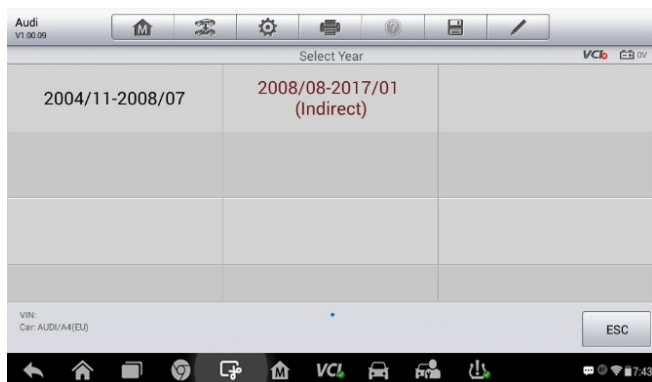 Audi
V1.00.09
Select Year
VCI
0V
2004/11-2008/07
2008/08-2017/01
(Indirect)
VIN:
Car: AUDI/A4(EU)
ESC
VCI
7:43